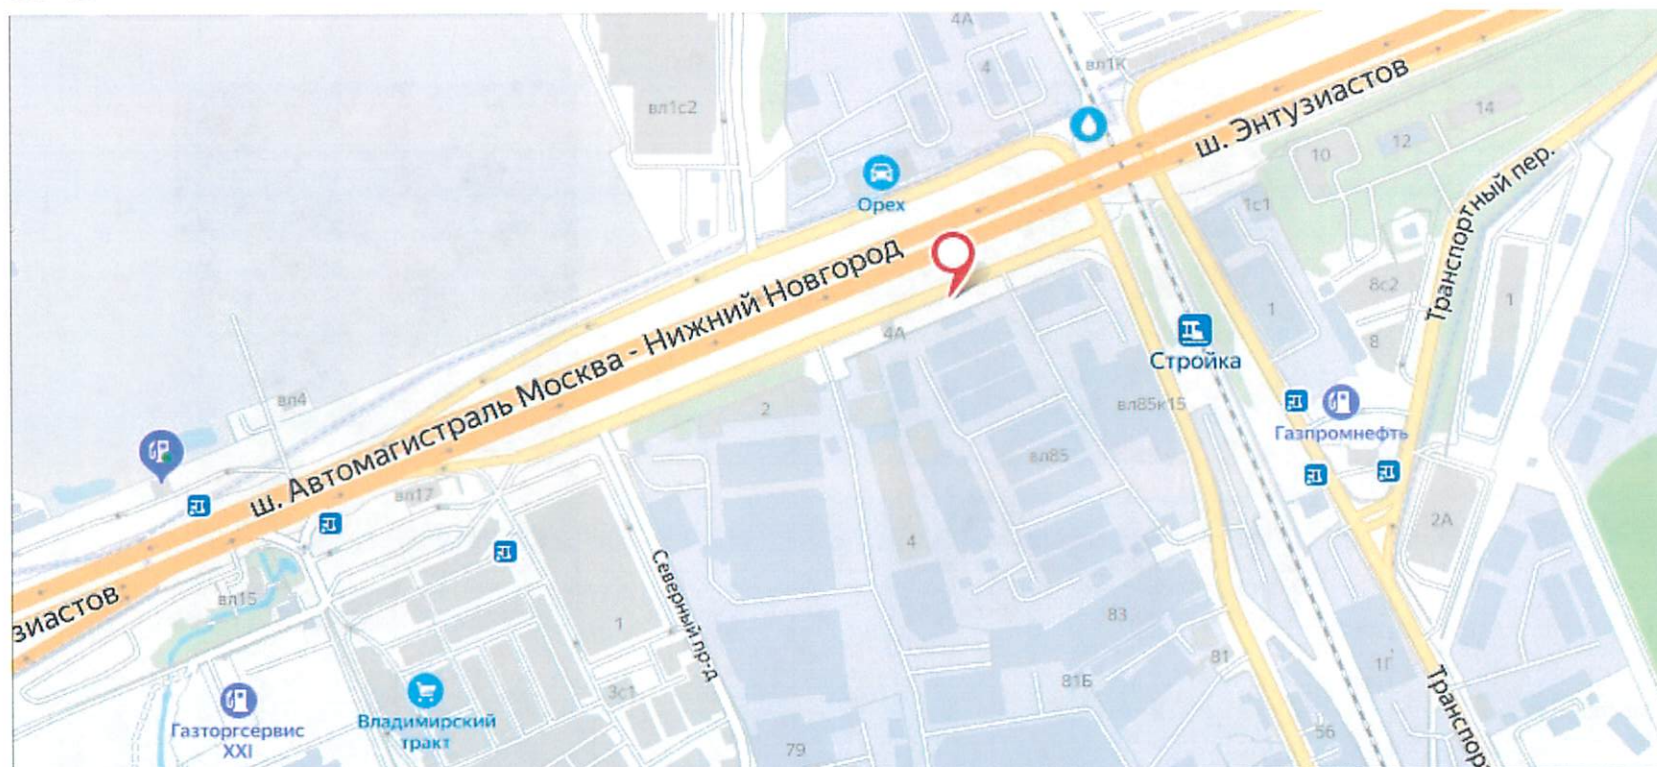 4А
4
вл1К
вл1с2
ш. Энтузиастов
14
12
10
Транспортный пер.
Орех
1с1
ш. Автомагистраль Москва - Нижний Новгород
8с2
1
1
4А
8
Стройка
вл4
2
вл85к15
Газпромнефть
вл85
вл17
2А
4
зиастов
вл15
Северный пр-д
1
83
81
1Г
3с1
81Б
Транспорт
Газторгсервис
XXI
Владимирский
тракт
79
56